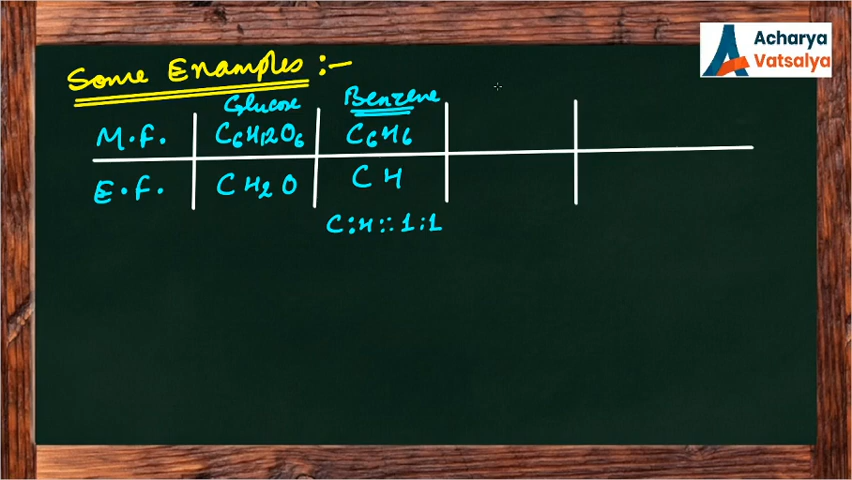 Some Examples :-
Acharya
Vatsalya
Glucose Benzene
M.F. C6H12O6 C6H6
E.F. CH2O CH
C:H::1:1